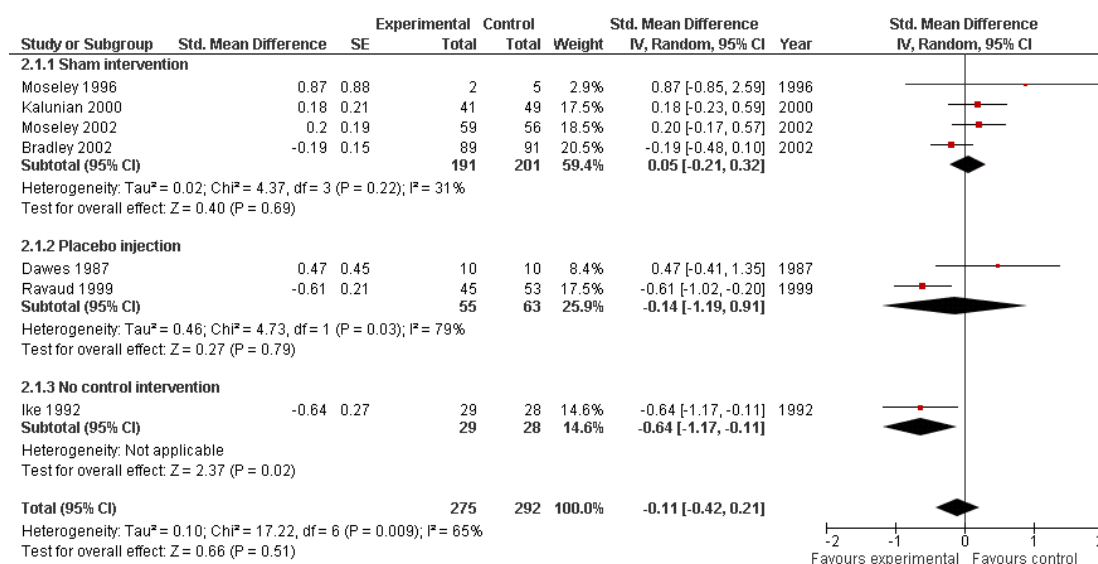 Experimental Control Std. Mean Difference Std. Mean Difference
Study or Subgroup Std. Mean Difference SE Total Total Weight IV, Random, 95% CI Year IV, Random, 95% CI
2.1.1 Sham intervention
Moseley 1996 0.87 0.88 2 5 2.9% 0.87 [-0.85, 2.59] 1996
Kalunian 2000 0.18 0.21 41 49 17.5% 0.18 [-0.23, 0.59] 2000
Moseley 2002 0.2 0.19 59 56 18.5% 0.20 [-0.17, 0.57] 2002
Bradley 2002 -0.19 0.15 89 91 20.5% -0.19 [-0.48, 0.10] 2002
Subtotal (95% CI) 191 201 59.4% 0.05 [-0.21, 0.32]
Heterogeneity: Tau² = 0.02; Chi² = 4.37, df = 3 (P = 0.22); I² = 31%
Test for overall effect: Z = 0.40 (P = 0.69)
2.1.2 Placebo injection
Dawes 1987 0.47 0.45 10 10 8.4% 0.47 [-0.41, 1.35] 1987
Ravaud 1999 -0.61 0.21 45 53 17.5% -0.61 [-1.02, -0.20] 1999
Subtotal (95% CI) 55 63 25.9% -0.14 [-1.19, 0.91]
Heterogeneity: Tau² = 0.46; Chi² = 4.73, df = 1 (P = 0.03); I² = 79%
Test for overall effect: Z = 0.27 (P = 0.79)
2.1.3 No control intervention
Ike 1992 -0.64 0.27 29 28 14.6% -0.64 [-1.17, -0.11] 1992
Subtotal (95% CI) 29 28 14.6% -0.64 [-1.17, -0.11]
Heterogeneity: Not applicable
Test for overall effect: Z = 2.37 (P = 0.02)
Total (95% CI) 275 292 100.0% -0.11 [-0.42, 0.21]
Heterogeneity: Tau² = 0.10; Chi² = 17.22, df = 6 (P = 0.009); I² = 65%
Test for overall effect: Z = 0.66 (P = 0.51)
-2 -1 0 1 2
Favours experimental Favours control